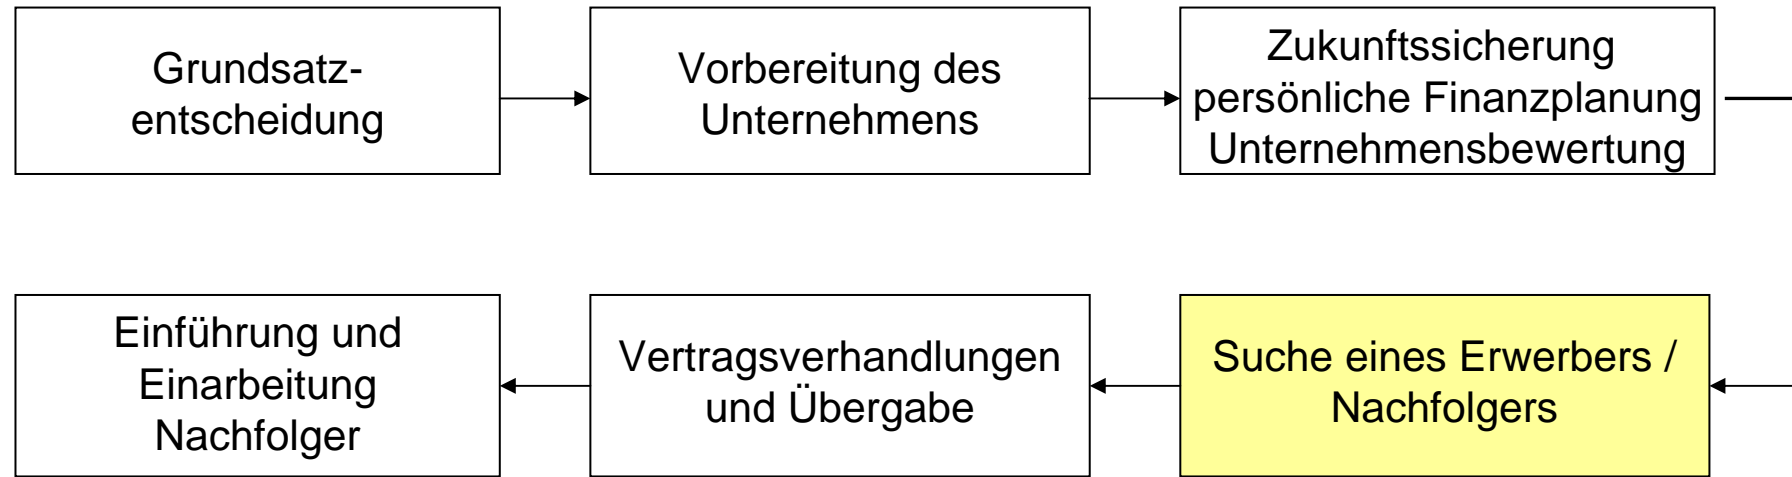 Grundsatz-
entscheidung
Vorbereitung des
Unternehmens
Zukunftssicherung
persönliche Finanzplanung
Unternehmensbewertung
Suche eines Erwerbers /
Nachfolgers
Vertragsverhandlungen
und Übergabe
Einführung und
Einarbeitung
Nachfolger